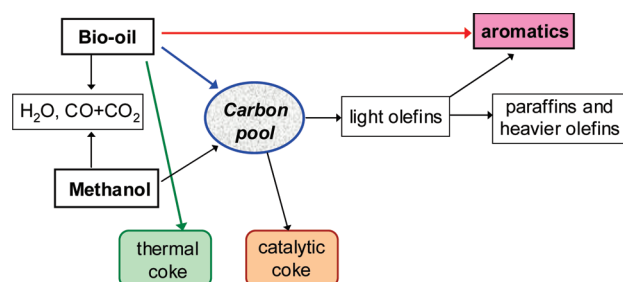 Bio-oil
aromatics
H₂O, CO+CO₂
Carbon
pool
light olefins
paraffins and
heavier olefins
Methanol
thermal
coke
catalytic
coke